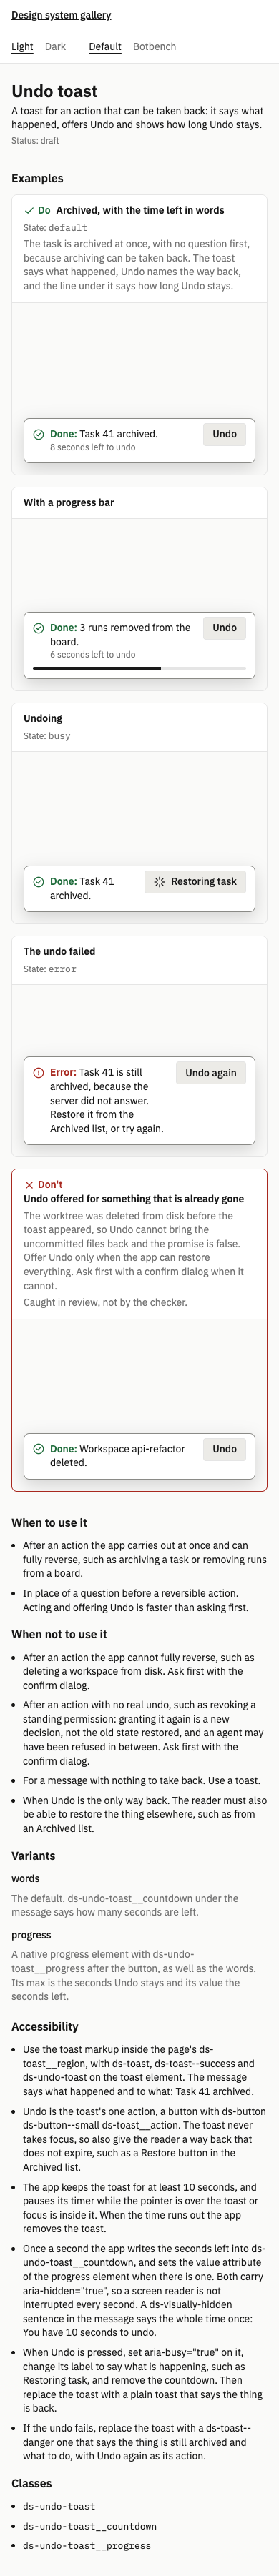 Design system gallery
Light Dark Default Botbench
Undo toast
A toast for an action that can be taken back: it says what
happened, offers Undo and shows how long Undo stays.
Status: draft
Examples
Do Archived, with the time left in words
State: default
The task is archived at once, with no question first,
because archiving can be taken back. The toast
says what happened, Undo names the way back,
and the line under it says how long Undo stays.
Done: Task 41 archived.
Undo
8 seconds left to undo
With a progress bar
Done: 3 runs removed from the
board.
Undo
6 seconds left to undo
Undoing
State: busy
Done: Task 41
archived.
Restoring task
The undo failed
State: error
Error: Task 41 is still
archived, because the
server did not answer.
Restore it from the
Archived list, or try again.
Undo again
Don't
Undo offered for something that is already gone
The worktree was deleted from disk before the
toast appeared, so Undo cannot bring the
uncommitted files back and the promise is false.
Offer Undo only when the app can restore
everything. Ask first with a confirm dialog when it
cannot.
Caught in review, not by the checker.
Done: Workspace api-refactor
deleted.
Undo
When to use it
• After an action the app carries out at once and can
fully reverse, such as archiving a task or removing runs
from a board.
• In place of a question before a reversible action.
Acting and offering Undo is faster than asking first.
When not to use it
• After an action the app cannot fully reverse, such as
deleting a workspace from disk. Ask first with the
confirm dialog.
• After an action with no real undo, such as revoking a
standing permission: granting it again is a new
decision, not the old state restored, and an agent may
have been refused in between. Ask first with the
confirm dialog.
• For a message with nothing to take back. Use a toast.
• When Undo is the only way back. The reader must also
be able to restore the thing elsewhere, such as from
an Archived list.
Variants
words
The default. ds-undo-toast__countdown under the
message says how many seconds are left.
progress
A native progress element with ds-undo-
toast__progress after the button, as well as the words.
Its max is the seconds Undo stays and its value the
seconds left.
Accessibility
• Use the toast markup inside the page's ds-
toast__region, with ds-toast, ds-toast--success and
ds-undo-toast on the toast element. The message
says what happened and to what: Task 41 archived.
• Undo is the toast's one action, a button with ds-button
ds-button--small ds-toast__action. The toast never
takes focus, so also give the reader a way back that
does not expire, such as a Restore button in the
Archived list.
• The app keeps the toast for at least 10 seconds, and
pauses its timer while the pointer is over the toast or
focus is inside it. When the time runs out the app
removes the toast.
• Once a second the app writes the seconds left into ds-
undo-toast__countdown, and sets the value attribute
of the progress element when there is one. Both carry
aria-hidden="true", so a screen reader is not
interrupted every second. A ds-visually-hidden
sentence in the message says the whole time once:
You have 10 seconds to undo.
• When Undo is pressed, set aria-busy="true" on it,
change its label to say what is happening, such as
Restoring task, and remove the countdown. Then
replace the toast with a plain toast that says the thing
is back.
• If the undo fails, replace the toast with a ds-toast--
danger one that says the thing is still archived and
what to do, with Undo again as its action.
Classes
• ds-undo-toast
• ds-undo-toast__countdown
• ds-undo-toast__progress